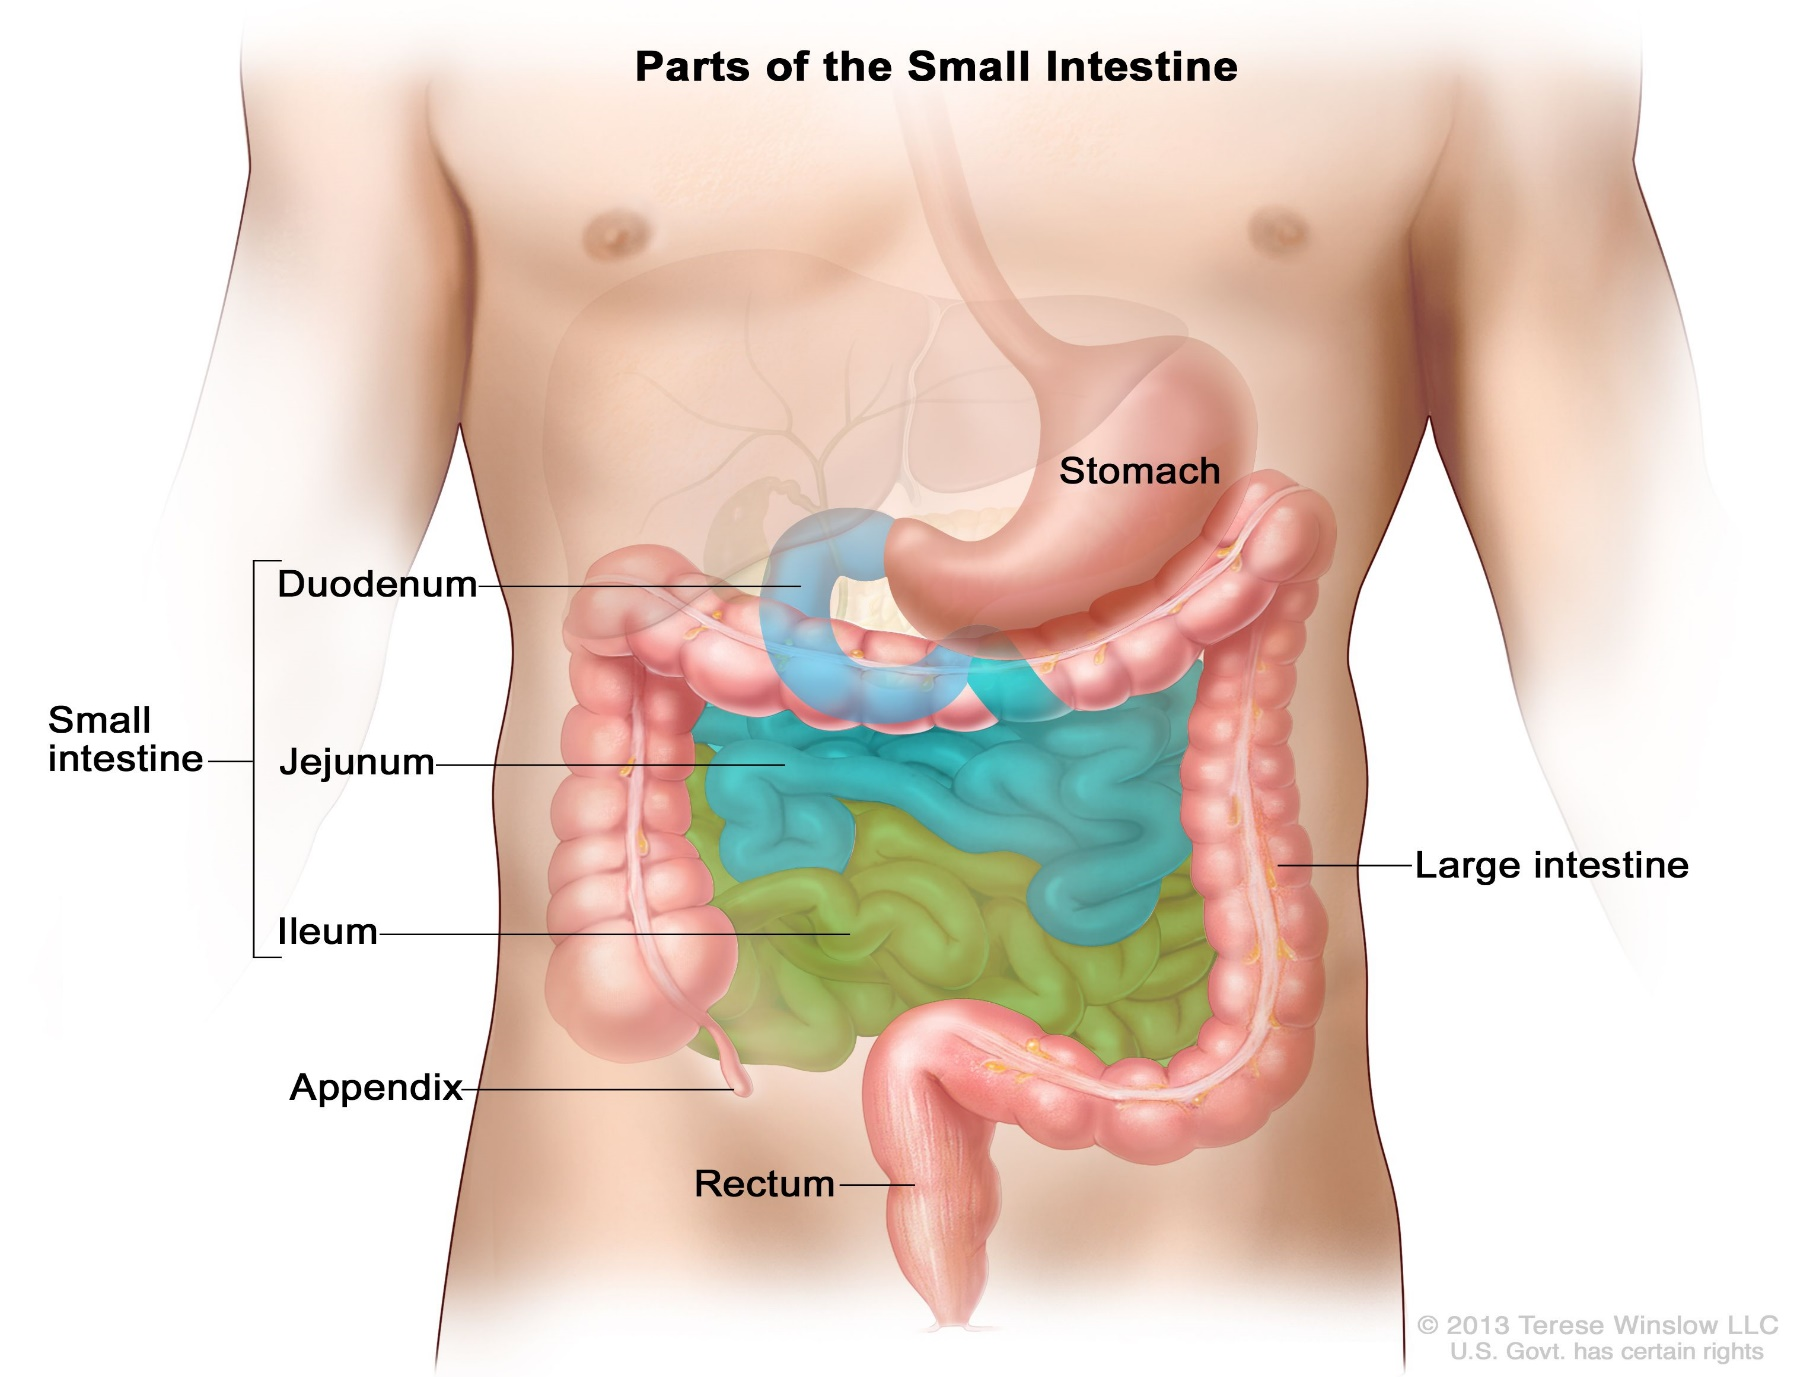 Parts of the Small Intestine
Stomach
Duodenum
Small
intestine
Jejunum
Large intestine
Ileum
Appendix
Rectum
© 2013 Terese Winslow LLC
U.S. Govt. has certain rights